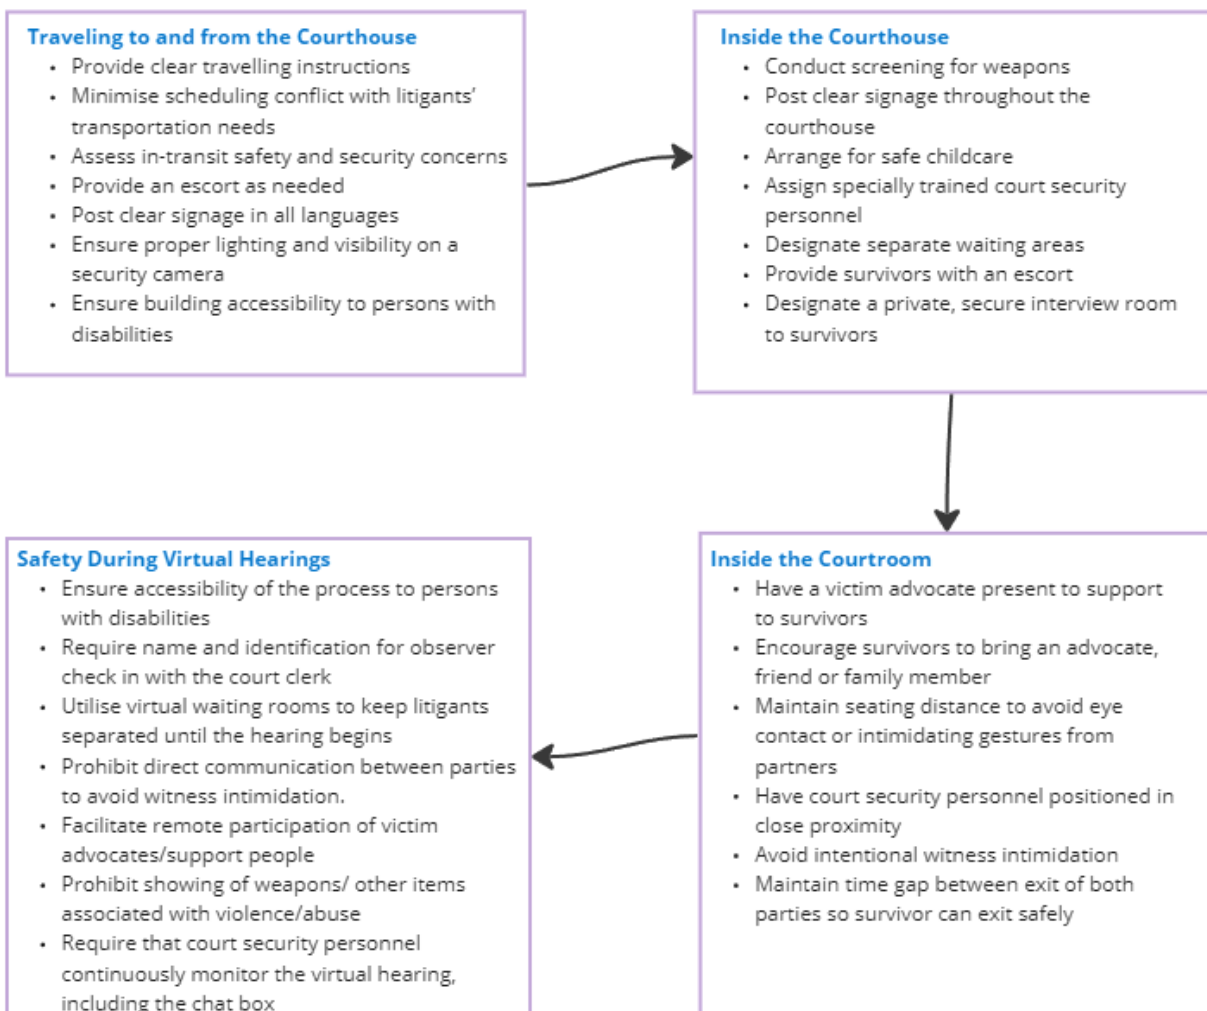 Traveling to and from the Courthouse
• Provide clear travelling instructions
• Minimise scheduling conflict with litigants'
transportation needs
• Assess in-transit safety and security concerns
• Provide an escort as needed
• Post clear signage in all languages
• Ensure proper lighting and visibility on a
security camera
• Ensure building accessibility to persons with
disabilities
Inside the Courthouse
• Conduct screening for weapons
• Post clear signage throughout the
courthouse
• Arrange for safe childcare
• Assign specially trained court security
personnel
• Designate separate waiting areas
• Provide survivors with an escort
• Designate a private, secure interview room
to survivors
Inside the Courtroom
• Have a victim advocate present to support
to survivors
• Encourage survivors to bring an advocate,
friend or family member
• Maintain seating distance to avoid eye
contact or intimidating gestures from
partners
• Have court security personnel positioned in
close proximity
• Avoid intentional witness intimidation
• Maintain time gap between exit of both
parties so survivor can exit safely
Safety During Virtual Hearings
• Ensure accessibility of the process to persons
with disabilities
• Require name and identification for observer
check in with the court clerk
• Utilise virtual waiting rooms to keep litigants
separated until the hearing begins
• Prohibit direct communication between parties
to avoid witness intimidation.
• Facilitate remote participation of victim
advocates/support people
• Prohibit showing of weapons/ other items
associated with violence/abuse
• Require that court security personnel
continuously monitor the virtual hearing,
including the chat box